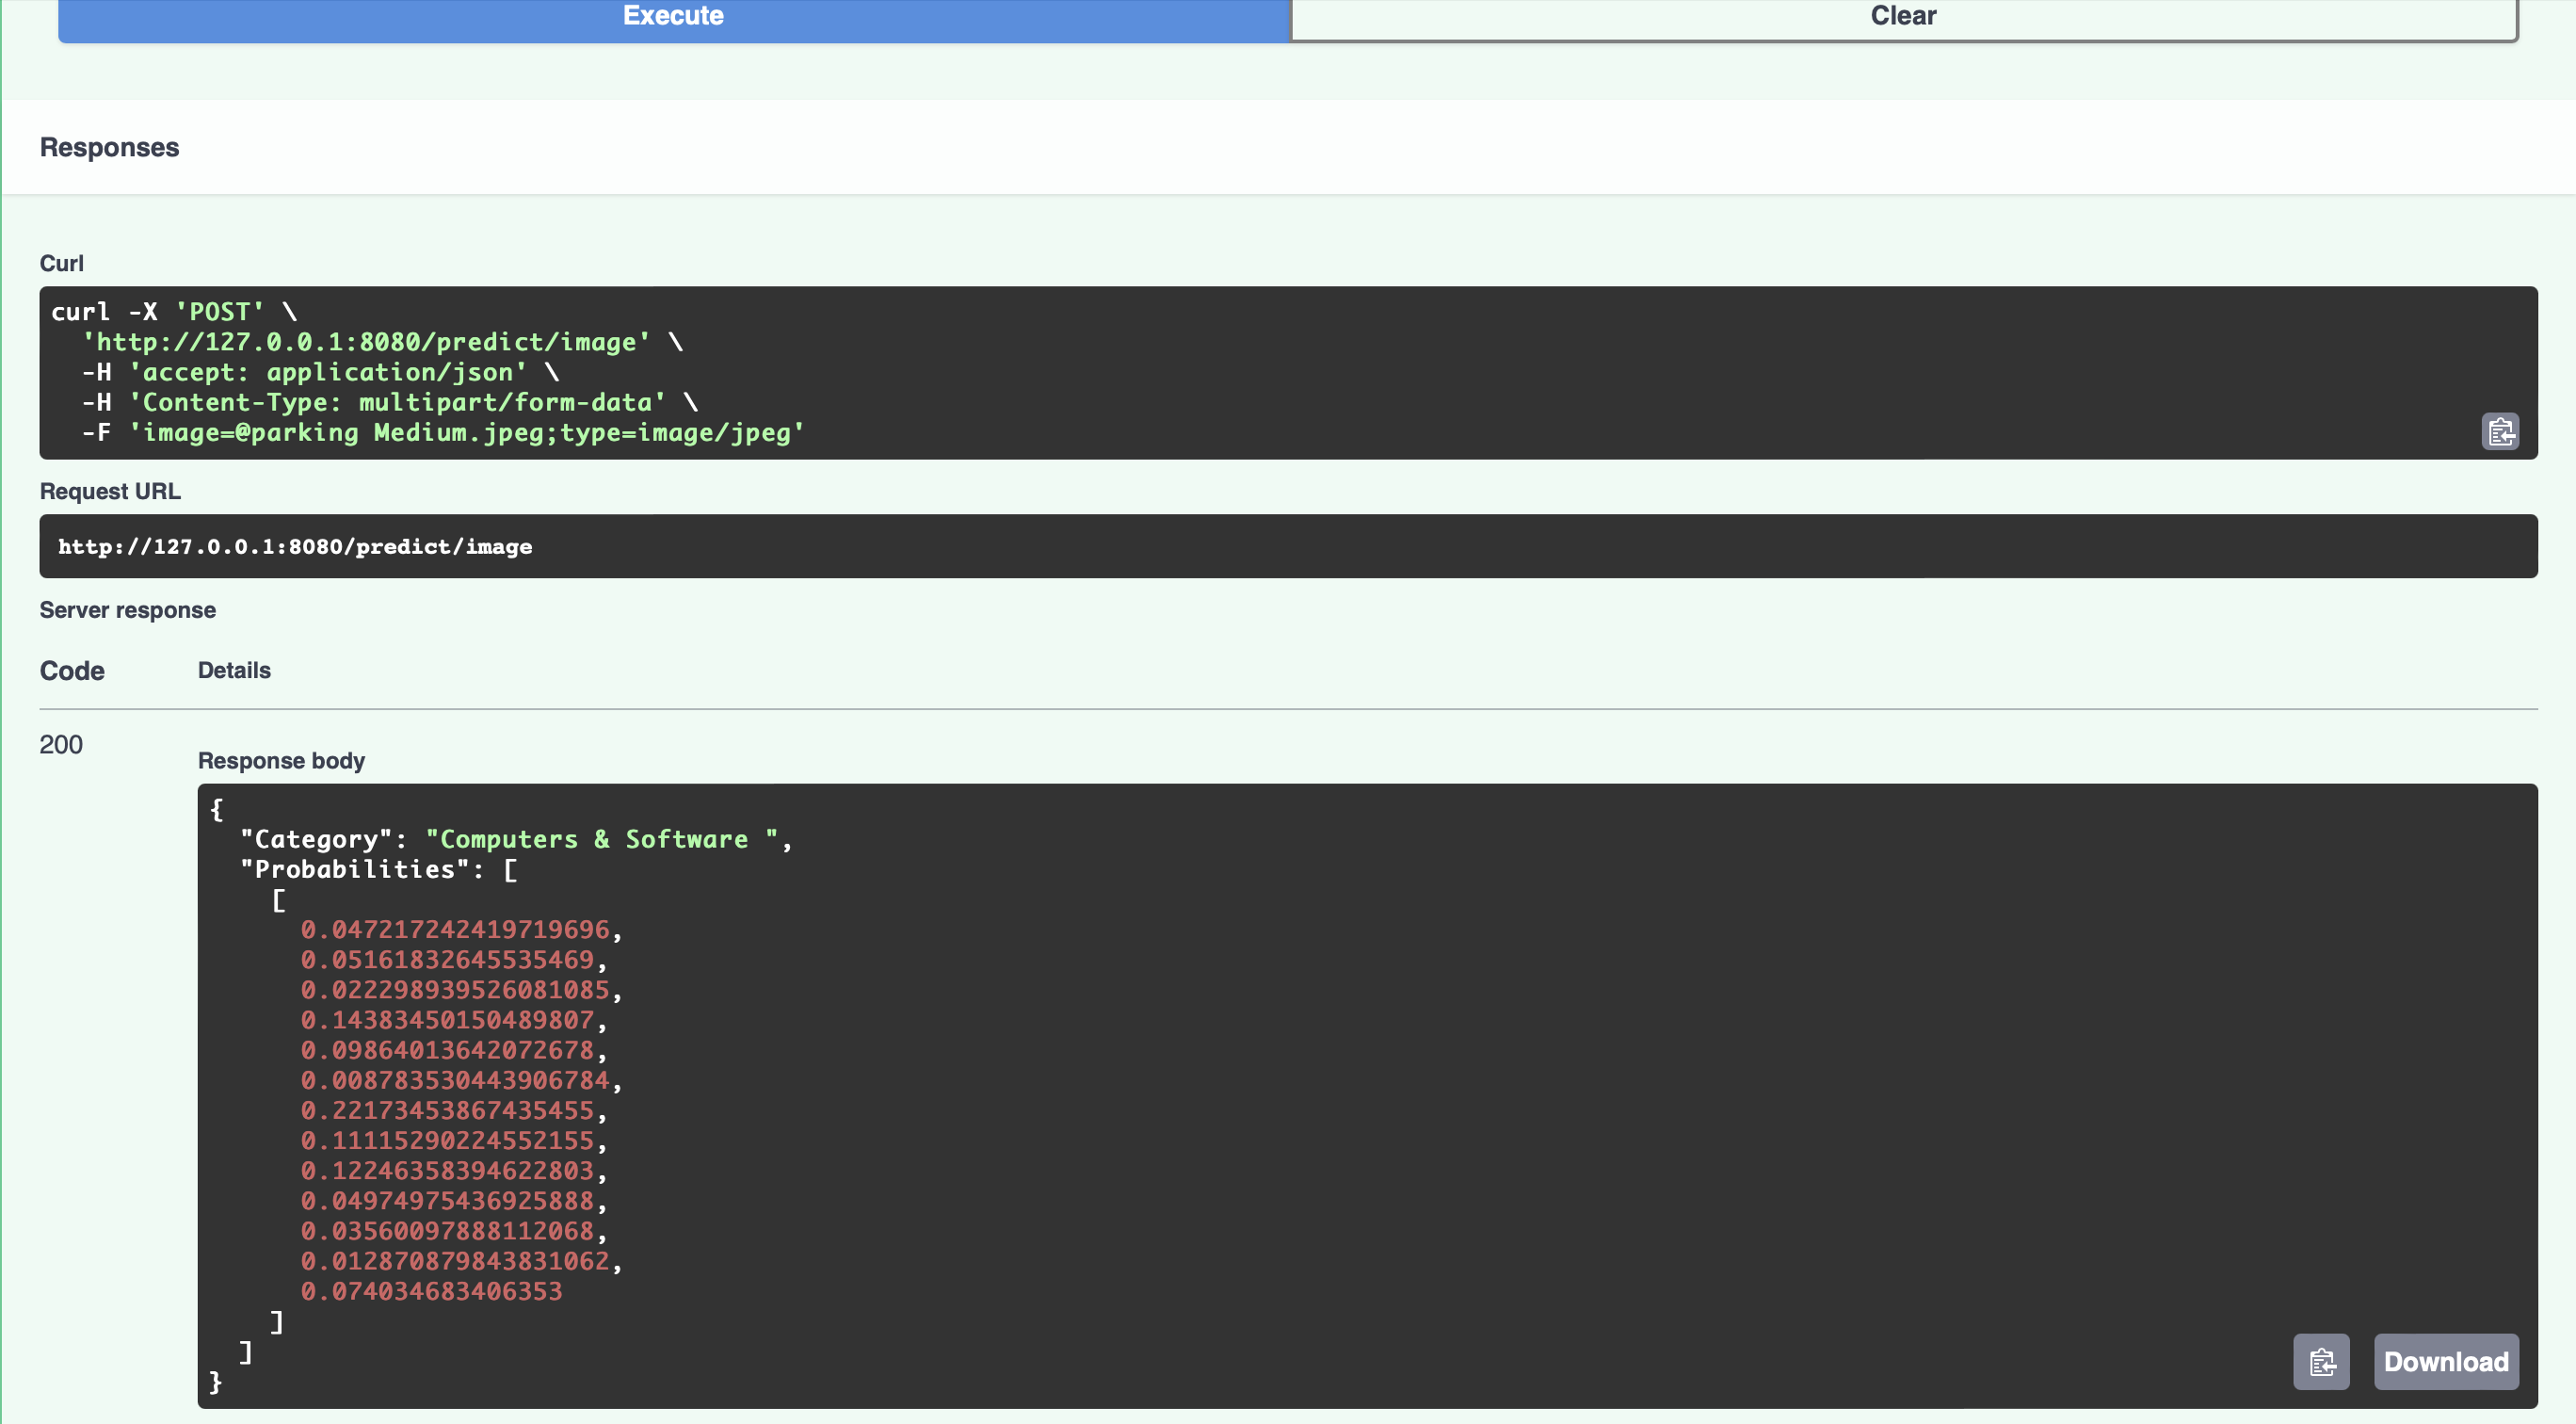 Execute
Clear
Responses
Curl
curl -X 'POST' \
  'http://127.0.0.1:8080/predict/image' \
  -H 'accept: application/json' \
  -H 'Content-Type: multipart/form-data' \
  -F 'image=@parking Medium.jpeg;type=image/jpeg'
Request URL
http://127.0.0.1:8080/predict/image
Server response
Code Details
200
Response body
{
  "Category": "Computers & Software ",
  "Probabilities": [
    [
      0.047217242419719696,
      0.05161832645535469,
      0.022298939526081085,
      0.14383450150489807,
      0.09864013642072678,
      0.008783530443906784,
      0.22173453867435455,
      0.11115290224552155,
      0.12246358394622803,
      0.04974975436925888,
      0.03560097888112068,
      0.012870879843831062,
      0.074034683406353
    ]
  ]
}
Download